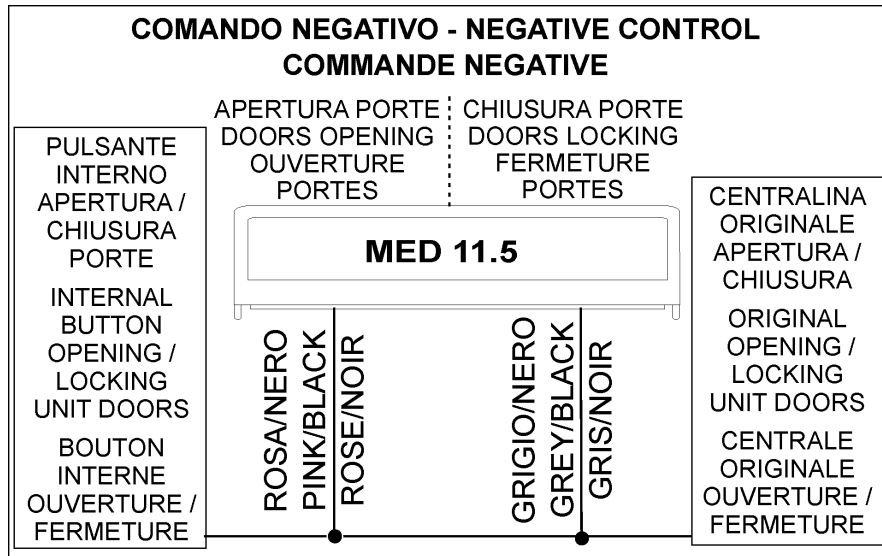 COMANDO NEGATIVO - NEGATIVE CONTROL
COMMANDE NEGATIVE
APERTURA PORTE
DOORS OPENING
OUVERTURE
PORTES
CHIUSURA PORTE
DOORS LOCKING
FERMETURE
PORTES
PULSANTE
INTERNO
APERTURA /
CHIUSURA
PORTE
INTERNAL
BUTTON
OPENING /
LOCKING
UNIT DOORS
BOUTON
INTERNE
OUVERTURE /
FERMETURE
MED 11.5
ROSA/NERO
PINK/BLACK
ROSE/NOIR
GRIGIO/NERO
GREY/BLACK
GRIS/NOIR
CENTRALINA
ORIGINALE
APERTURA /
CHIUSURA
ORIGINAL
OPENING /
LOCKING
UNIT DOORS
CENTRALE
ORIGINALE
OUVERTURE /
FERMETURE